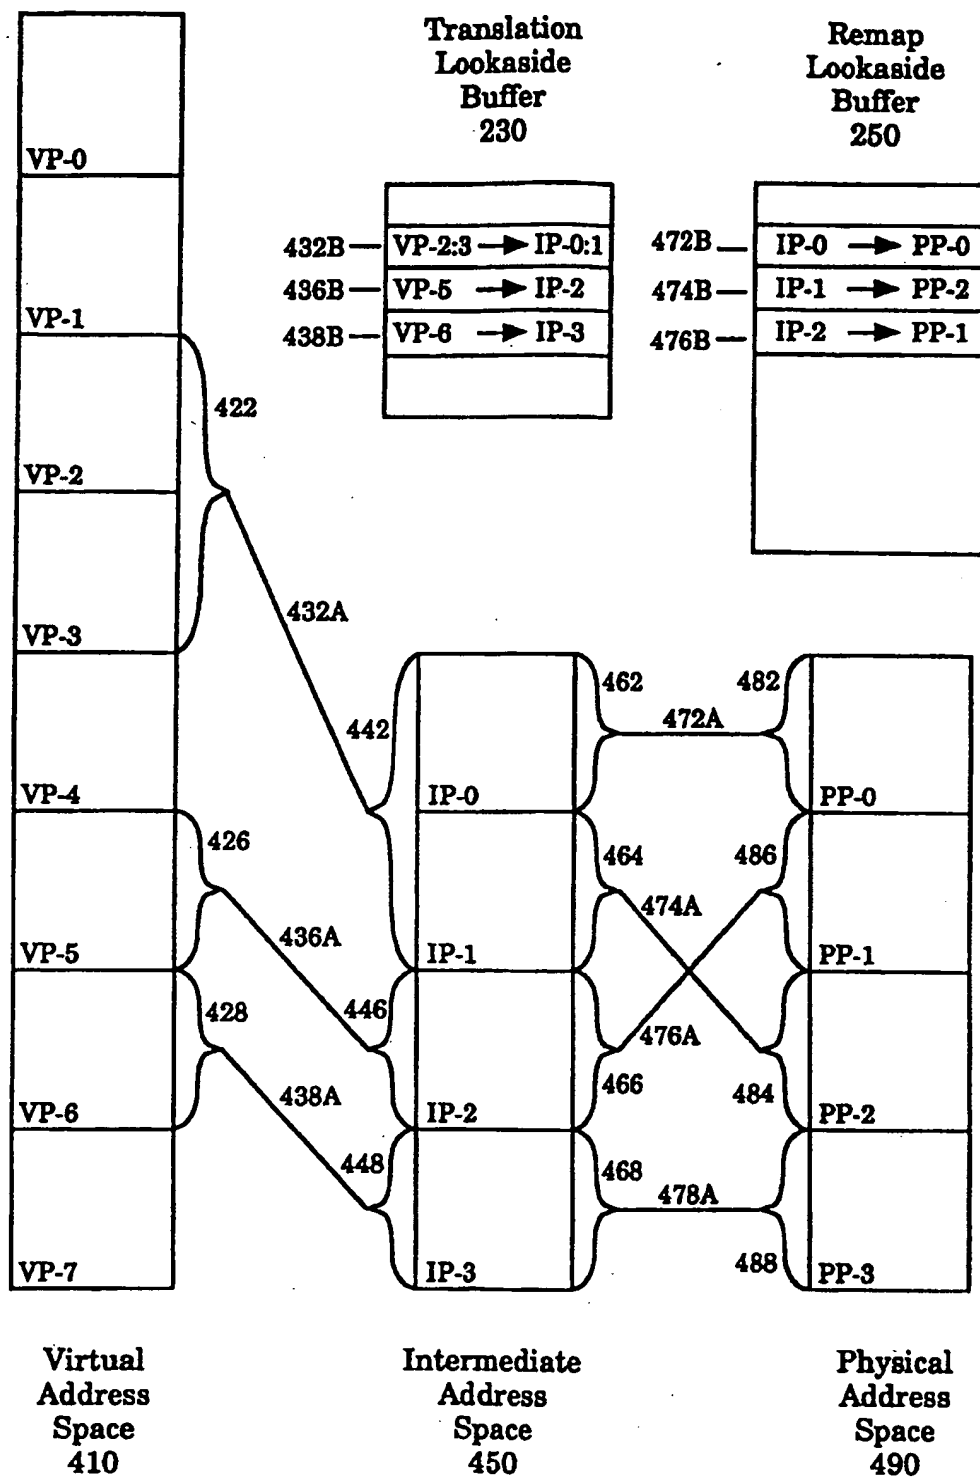 Translation
Lookaside
Buffer
230
Remap
Lookaside
Buffer
250
VP-0
VP-1
VP-2
VP-3
VP-4
VP-5
VP-6
VP-7
432B
VP-2:3 → IP-0:1
436B
VP-5 → IP-2
438B
VP-6 → IP-3
472B
IP-0 → PP-0
474B
IP-1 → PP-2
476B
IP-2 → PP-1
422
432A
442
426
436A
446
428
438A
448
IP-0
IP-1
IP-2
IP-3
462
472A
482
464
474A
486
476A
466
484
468
478A
488
PP-0
PP-1
PP-2
PP-3
Virtual
Address
Space
410
Intermediate
Address
Space
450
Physical
Address
Space
490